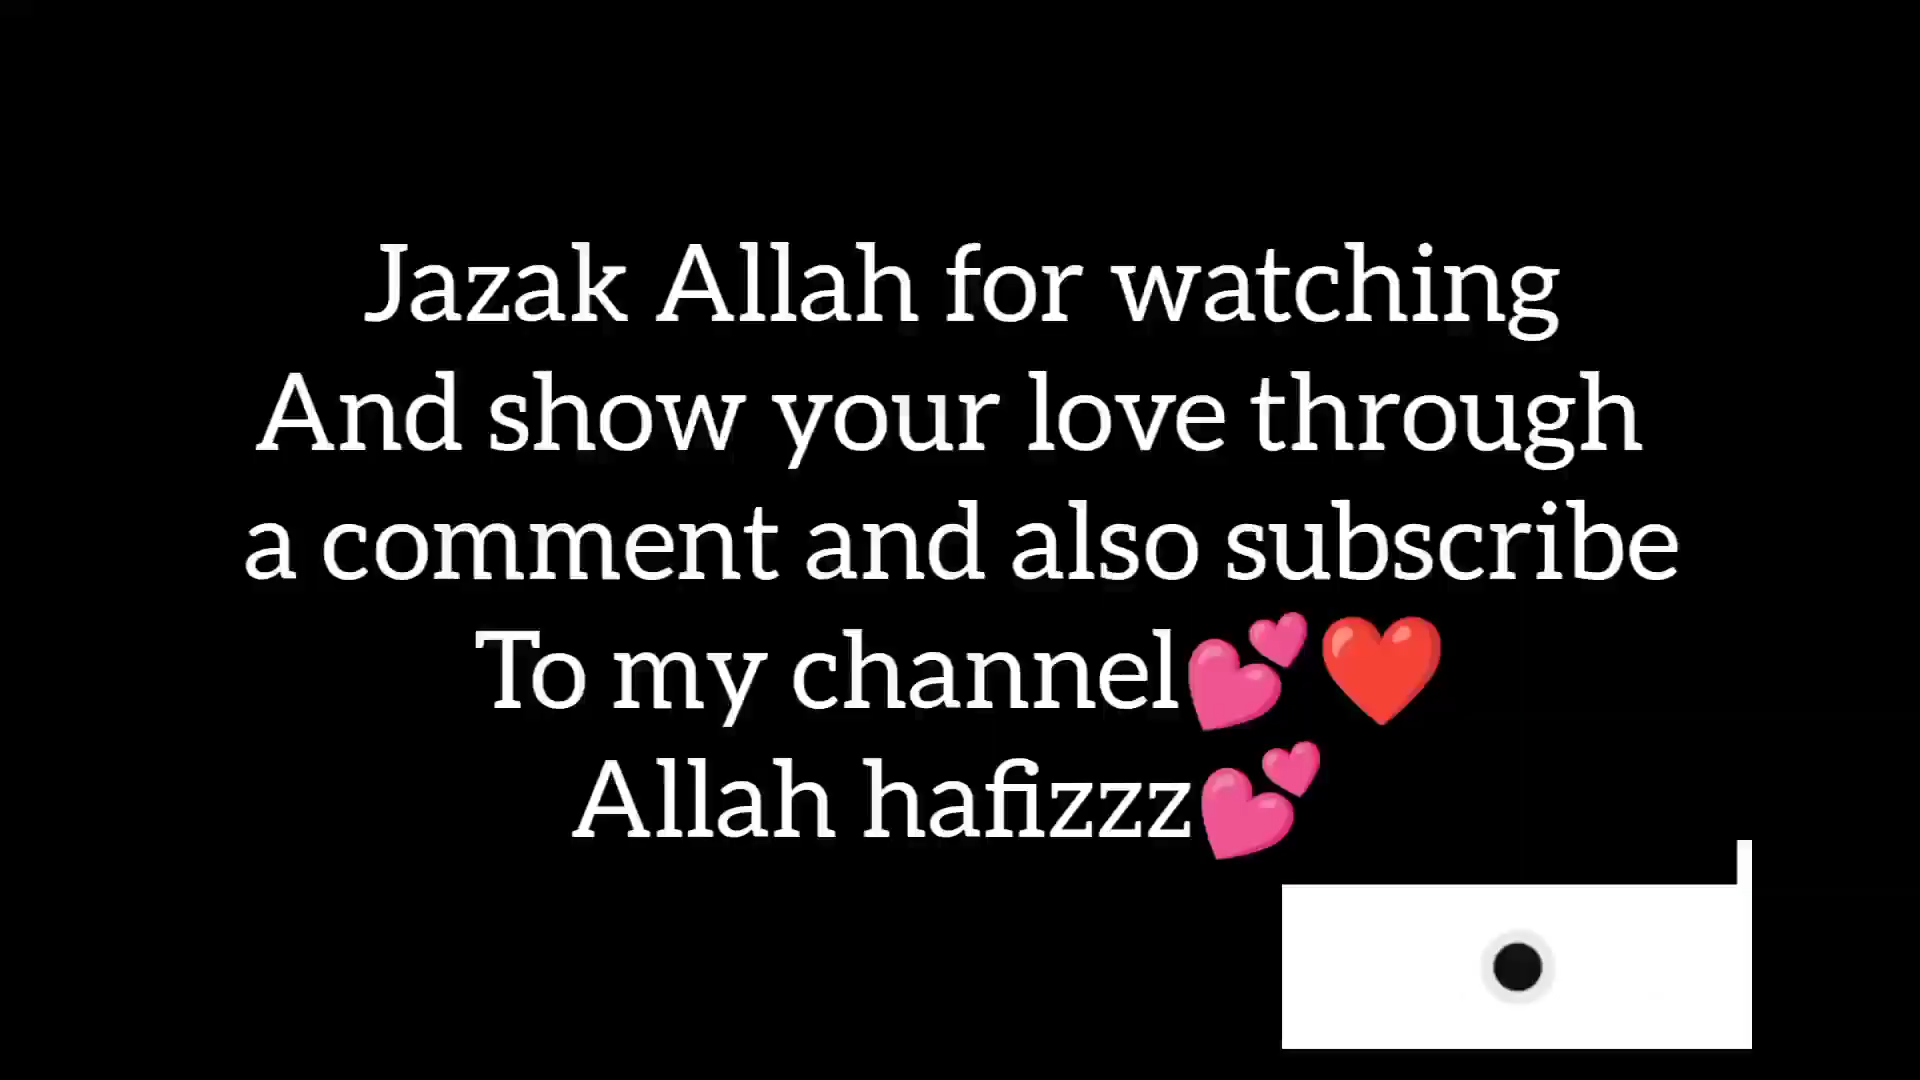 Jazak Allah for watching
And show your love through
a comment and also subscribe
To my channel💕❤️
Allah hafizzz💕